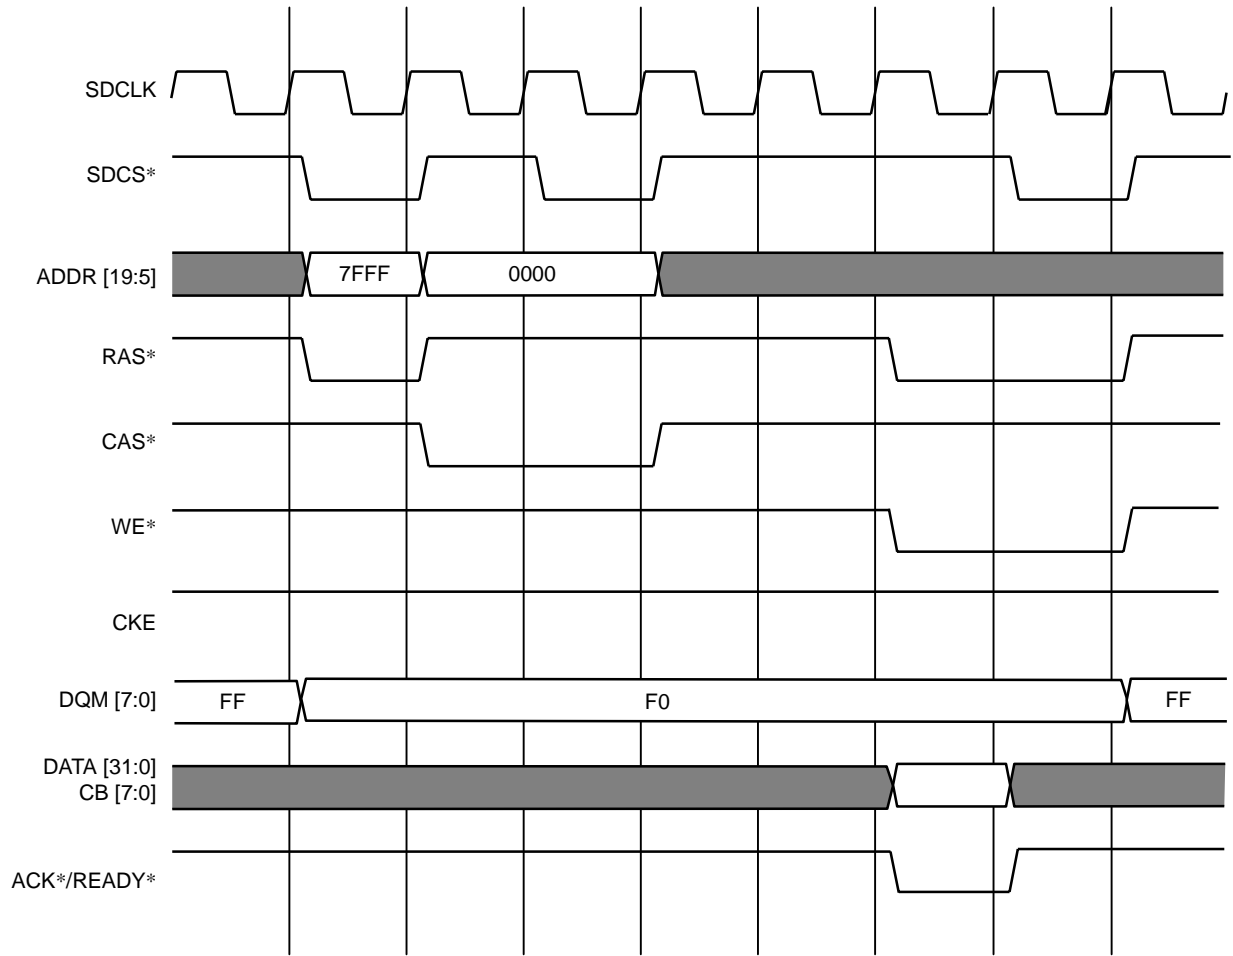 SDCLK
SDCS*
ADDR [19:5] 7FFF 0000
RAS*
CAS*
WE*
CKE
DQM [7:0] FF F0 FF
DATA [31:0]
CB [7:0]
ACK*/READY*